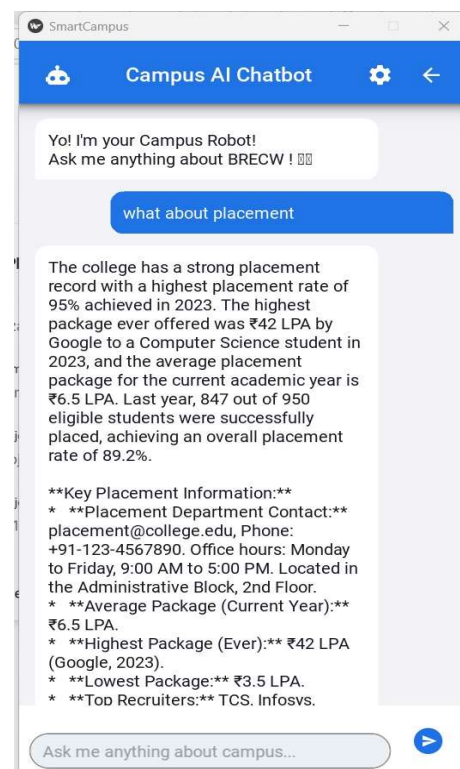 SmartCampus
Campus AI Chatbot
Yo! I'm your Campus Robot!
Ask me anything about BRECW !
what about placement
The college has a strong placement
record with a highest placement rate of
95% achieved in 2023. The highest
package ever offered was ₹42 LPA by
Google to a Computer Science student in
2023, and the average placement
package for the current academic year is
₹6.5 LPA. Last year, 847 out of 950
eligible students were successfully
placed, achieving an overall placement
rate of 89.2%.
**Key Placement Information:**
* **Placement Department Contact:**
placement@college.edu, Phone:
+91-123-4567890. Office hours: Monday
to Friday, 9:00 AM to 5:00 PM. Located in
the Administrative Block, 2nd Floor.
* **Average Package (Current Year):**
₹6.5 LPA.
* **Highest Package (Ever):** ₹42 LPA
(Google, 2023).
* **Lowest Package:** ₹3.5 LPA.
* **Top Recruiters:** TCS, Infosys,
Ask me anything about campus...